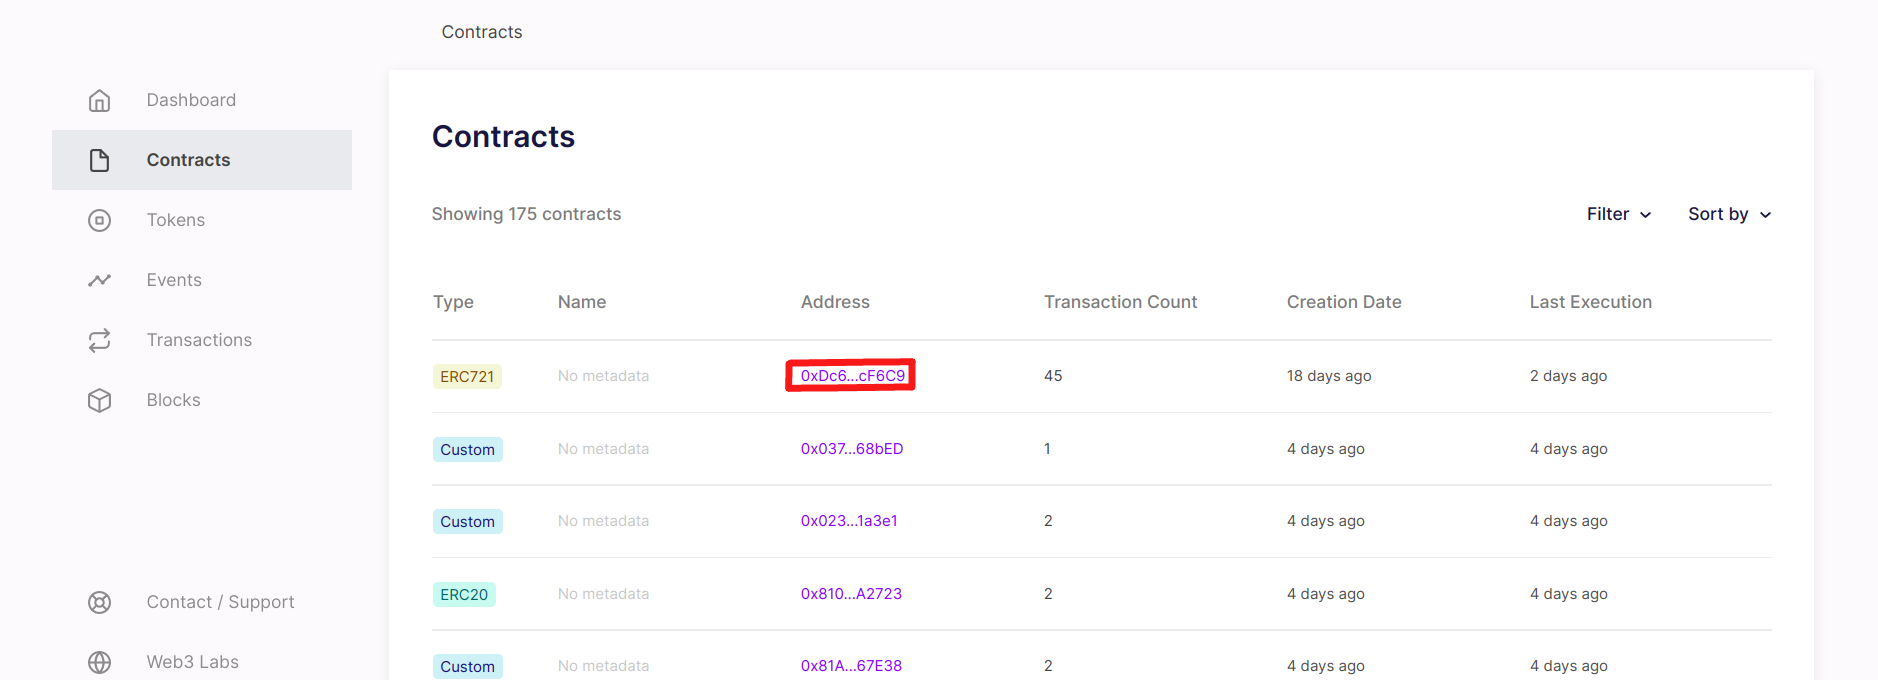 Contracts
Dashboard
Contracts
Tokens
Events
Transactions
Blocks
Contact / Support
Web3 Labs
Contracts
Showing 175 contracts
Filter
Sort by
Type Name Address Transaction Count Creation Date Last Execution
ERC721 No metadata 0xDc6...cF6C9 45 18 days ago 2 days ago
Custom No metadata 0x037...68bED 1 4 days ago 4 days ago
Custom No metadata 0x023...1a3e1 2 4 days ago 4 days ago
ERC20 No metadata 0x810...A2723 2 4 days ago 4 days ago
Custom No metadata 0x81A...67E38 2 4 days ago 4 days ago